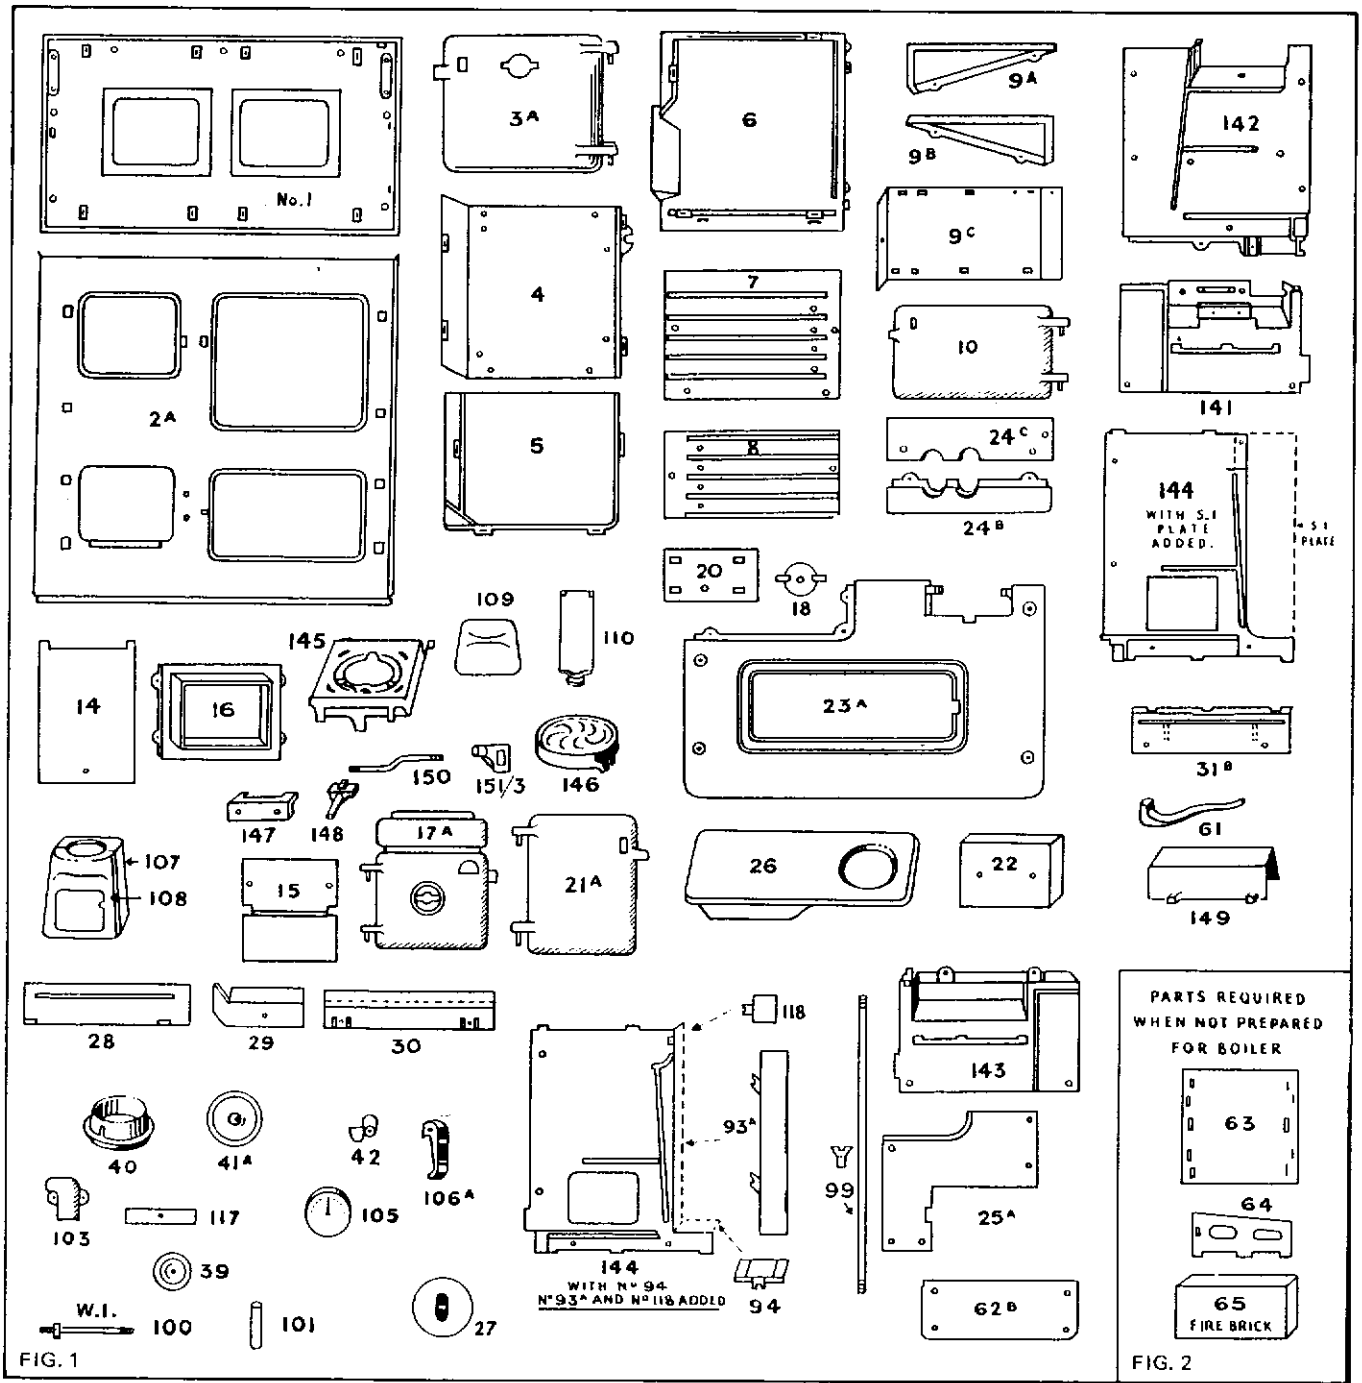 No.1
3A
6
9A
9B
142
9C
4
7
10
141
2A
5
8
24C
24B
144
WITH S.I
PLATE
ADDED.
S.I
PLATE
20
18
109
110
145
14
16
23A
31B
150
151/3
146
147
148
61
107
108
15
17A
21A
26
22
149
28
29
30
118
143
PARTS REQUIRED
WHEN NOT PREPARED
FOR BOILER
63
40
41A
42
106A
93A
99
25A
64
103
117
105
39
144
WITH No 94
No 93A AND No 118 ADDED
94
62B
65
FIRE BRICK
W.I.
100
101
27
FIG. 1
FIG. 2